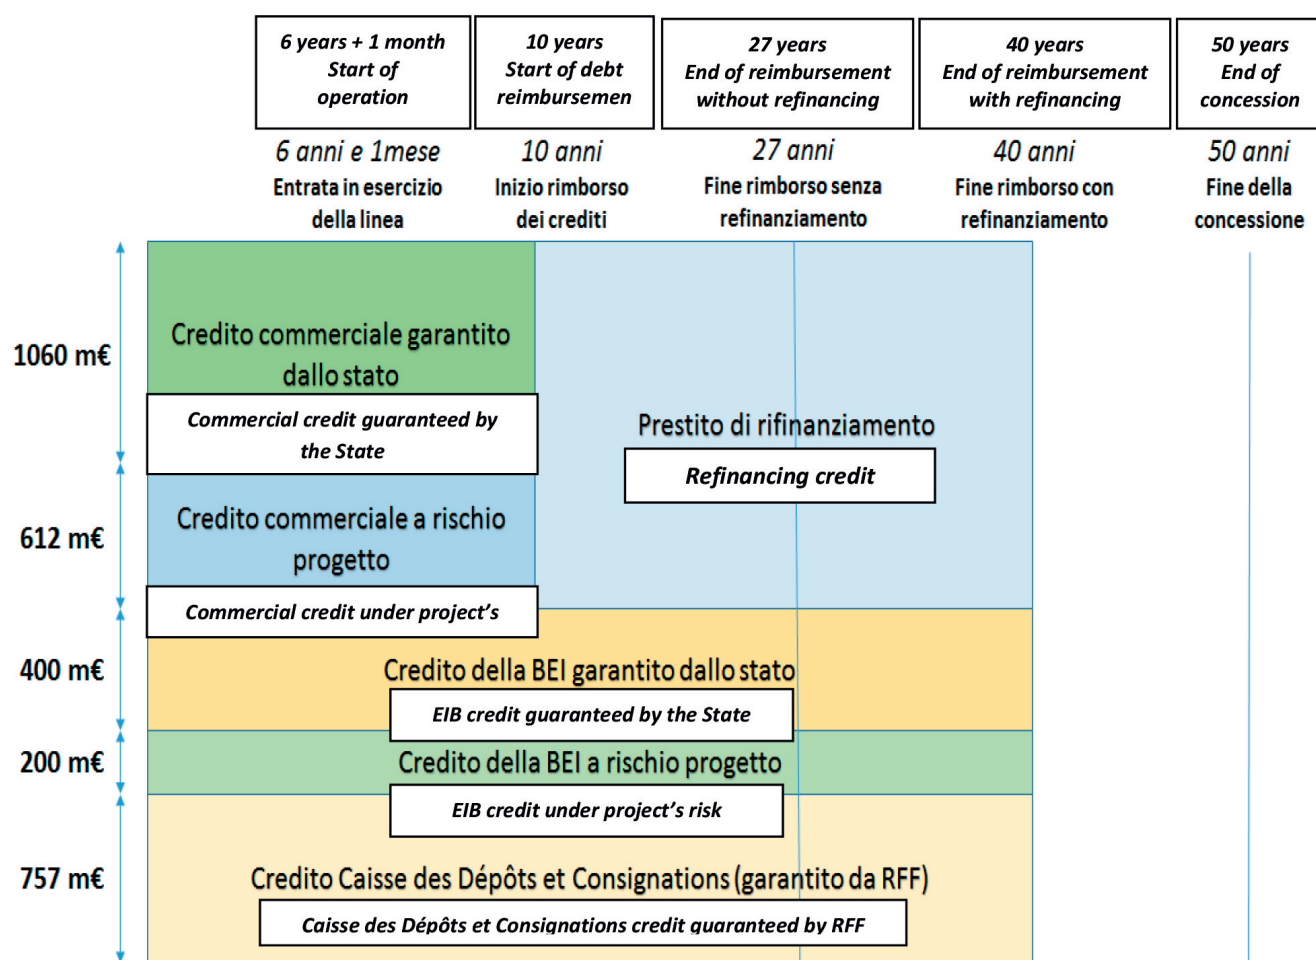 6 years + 1 month
Start of
operation
10 years
Start of debt
reimbursemen
27 years
End of reimbursement
without refinancing
40 years
End of reimbursement
with refinancing
50 years
End of
concession
6 anni e 1mese
Entrata in esercizio
della linea
10 anni
Inizio rimborso
dei crediti
27 anni
Fine rimborso senza
refinanziamento
40 anni
Fine rimborso con
refinanziamento
50 anni
Fine della
concessione
1060 m€
Credito commerciale garantito
dallo stato
Commercial credit guaranteed by
the State
Prestito di rifinanziamento
Refinancing credit
612 m€
Credito commerciale a rischio
progetto
Commercial credit under project's
400 m€
Credito della BEI garantito dallo stato
EIB credit guaranteed by the State
200 m€
Credito della BEI a rischio progetto
EIB credit under project's risk
757 m€
Credito Caisse des Dépôts et Consignations (garantito da RFF)
Caisse des Dépôts et Consignations credit guaranteed by RFF